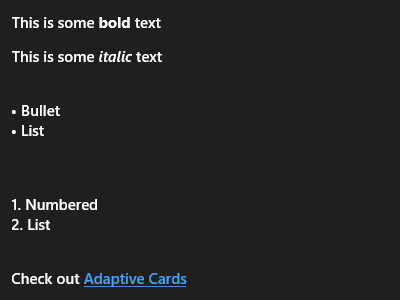 This is some bold text
This is some italic text
• Bullet
• List
1. Numbered
2. List
Check out Adaptive Cards